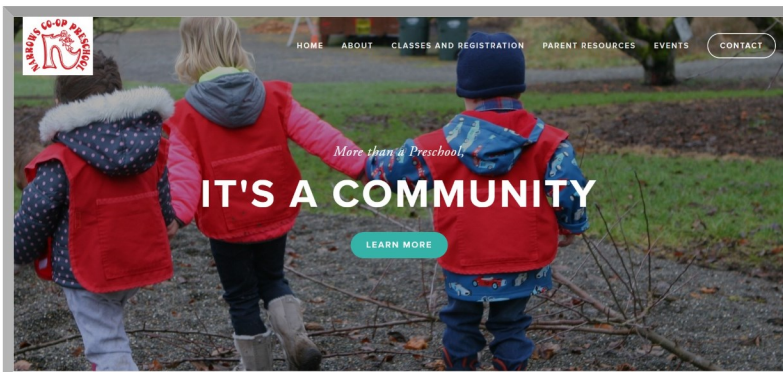 NARROWS CO-OP PRESCHOOL
HOME ABOUT CLASSES AND REGISTRATION PARENT RESOURCES EVENTS CONTACT
More than a Preschool,
IT'S A COMMUNITY
LEARN MORE